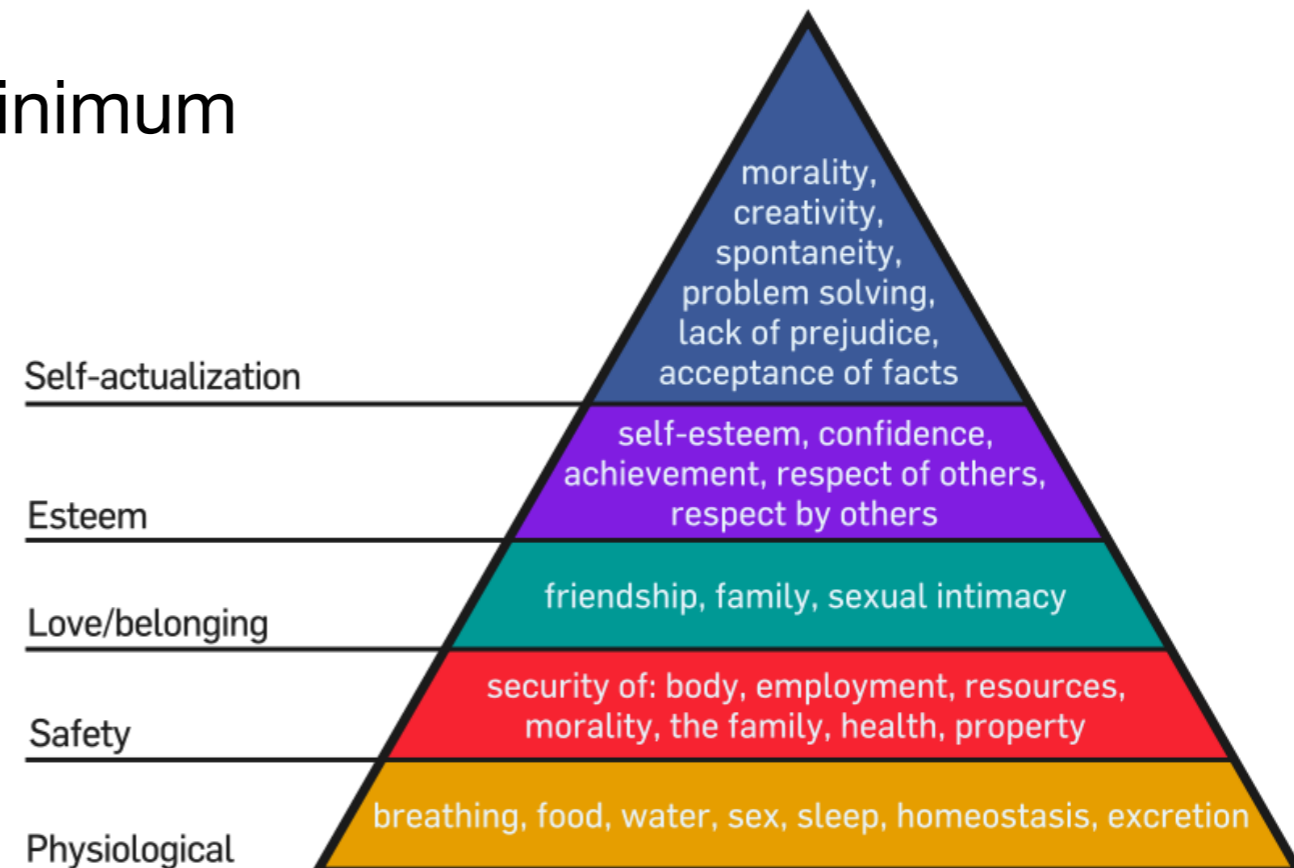 inimum
morality,
creativity,
spontaneity,
problem solving,
lack of prejudice,
acceptance of facts
Self-actualization
self-esteem, confidence,
achievement, respect of others,
respect by others
Esteem
friendship, family, sexual intimacy
Love/belonging
security of: body, employment, resources,
morality, the family, health, property
Safety
breathing, food, water, sex, sleep, homeostasis, excretion
Physiological